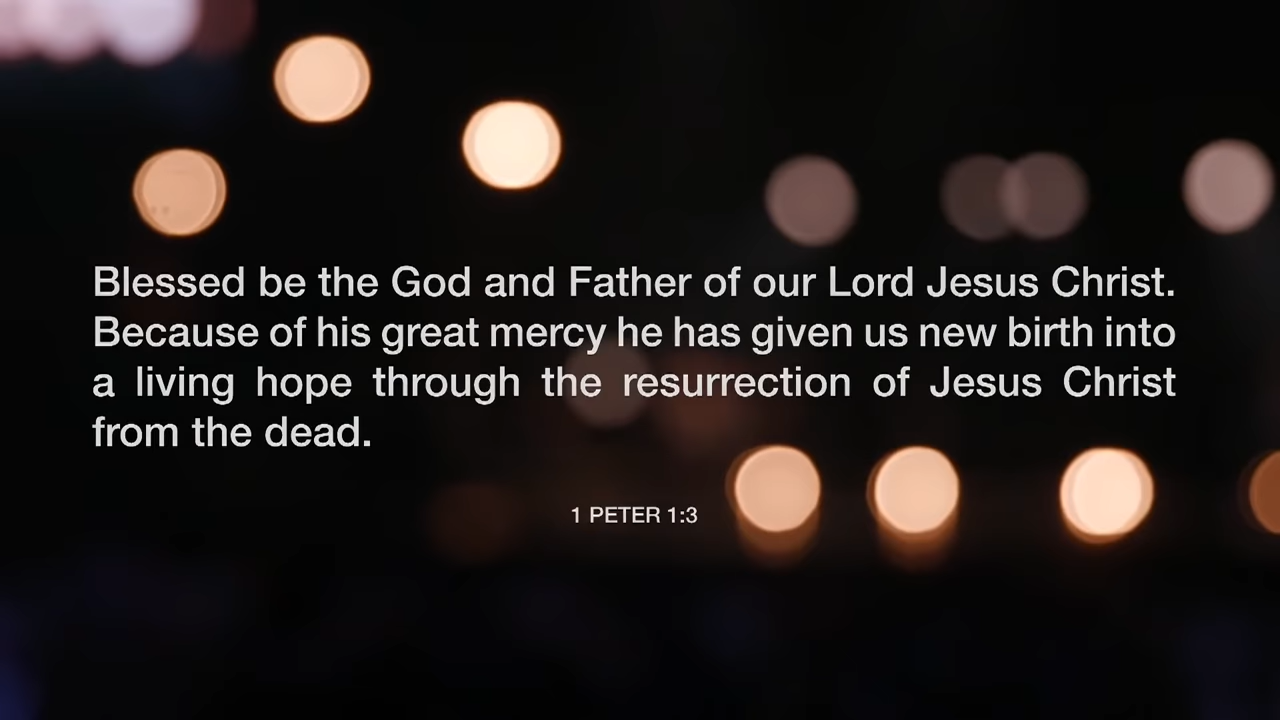 Blessed be the God and Father of our Lord Jesus Christ.
Because of his great mercy he has given us new birth into
a living hope through the resurrection of Jesus Christ
from the dead.
1 PETER 1:3